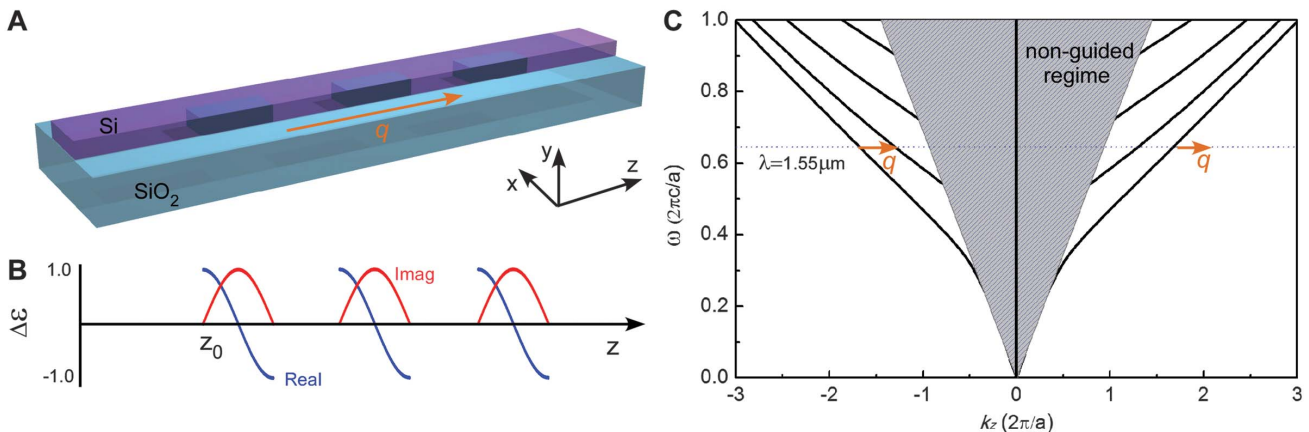 A
Si
q
SiO₂
y
x
z
B
1.0
Δε
Imag
z₀
z
Real
-1.0
C
1.0
non-guided
regime
0.8
λ=1.55μm
q
q
0.6
ω (2πc/a)
0.4
0.2
0.0
-3 -2 -1 0 1 2 3
kz (2π/a)